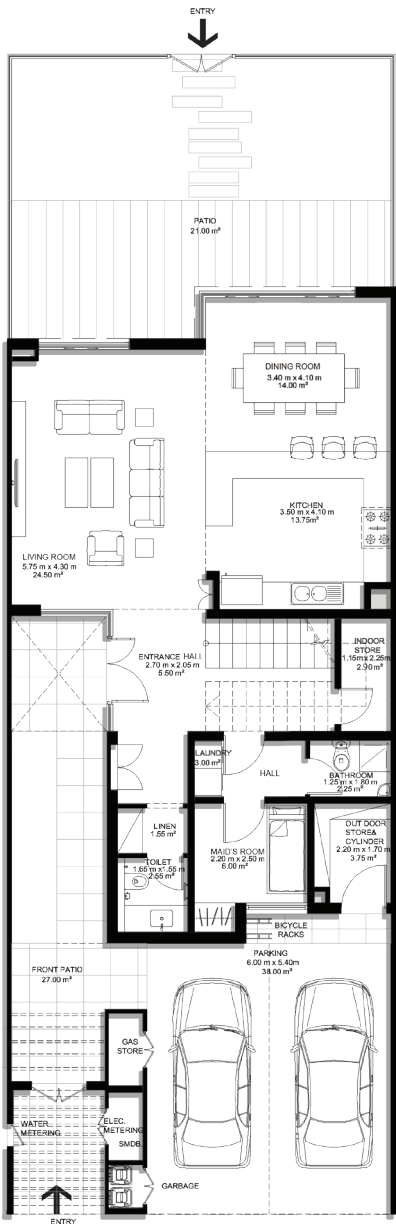 ENTRY
PATIO
21.00 m²
DINING ROOM
3.40 m x 4.10 m
14.00 m²
KITCHEN
3.50 m x 4.10 m
13.75m²
LIVING ROOM
5.75 m x 4.30 m
24.50 m²
ENTRANCE HALL
2.70 m x 2.05 m
5.50 m²
INDOOR
STORE
1.15m x 2.25m
2.90 m²
LAUNDRY
3.00 m²
HALL
BATHROOM
1.25 m x 1.80 m
2.25 m²
LINEN
1.55 m²
MAID'S ROOM
2.20 m x 2.50 m
6.00 m²
OUT DOOR
STORE&
CYLINDER
2.20 m x 1.70 m
3.75 m²
TOILET
1.65 m x 1.55 m
2.55 m²
BICYCLE
RACKS
PARKING
6.00 m x 5.40m
38.00 m²
FRONT PATIO
27.00 m²
GAS
STORE
WATER
METERING
ELEC.
METERING
SMDB
GARBAGE
ENTRY